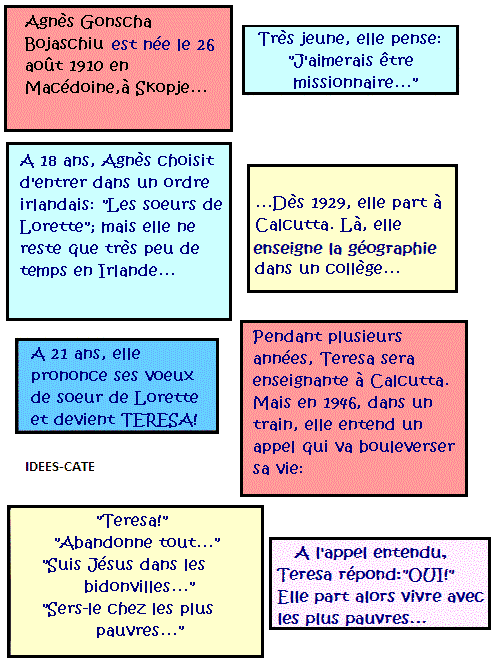 Agnès Gonscha
Bojaschiu est née le 26
août 1910 en
Macédoine,à Skopje...
Très jeune, elle pense:
"J'aimerais être
missionnaire..."
A 18 ans, Agnès choisit
d'entrer dans un ordre
irlandais: "Les soeurs de
Lorette"; mais elle ne
reste que très peu de
temps en Irlande...
...Dès 1929, elle part à
Calcutta. Là, elle
enseigne la géographie
dans un collège...
A 21 ans, elle
prononce ses voeux
de soeur de Lorette
et devient TERESA!
Pendant plusieurs
années, Teresa sera
enseignante à Calcutta.
Mais en 1946, dans un
train, elle entend un
appel qui va bouleverser
sa vie:
IDEES-CATE
"Teresa!"
"Abandonne tout..."
"Suis Jésus dans les
bidonvilles..."
"Sers-le chez les plus
pauvres..."
A l'appel entendu,
Teresa répond:"OUI!"
Elle part alors vivre avec
les plus pauvres...